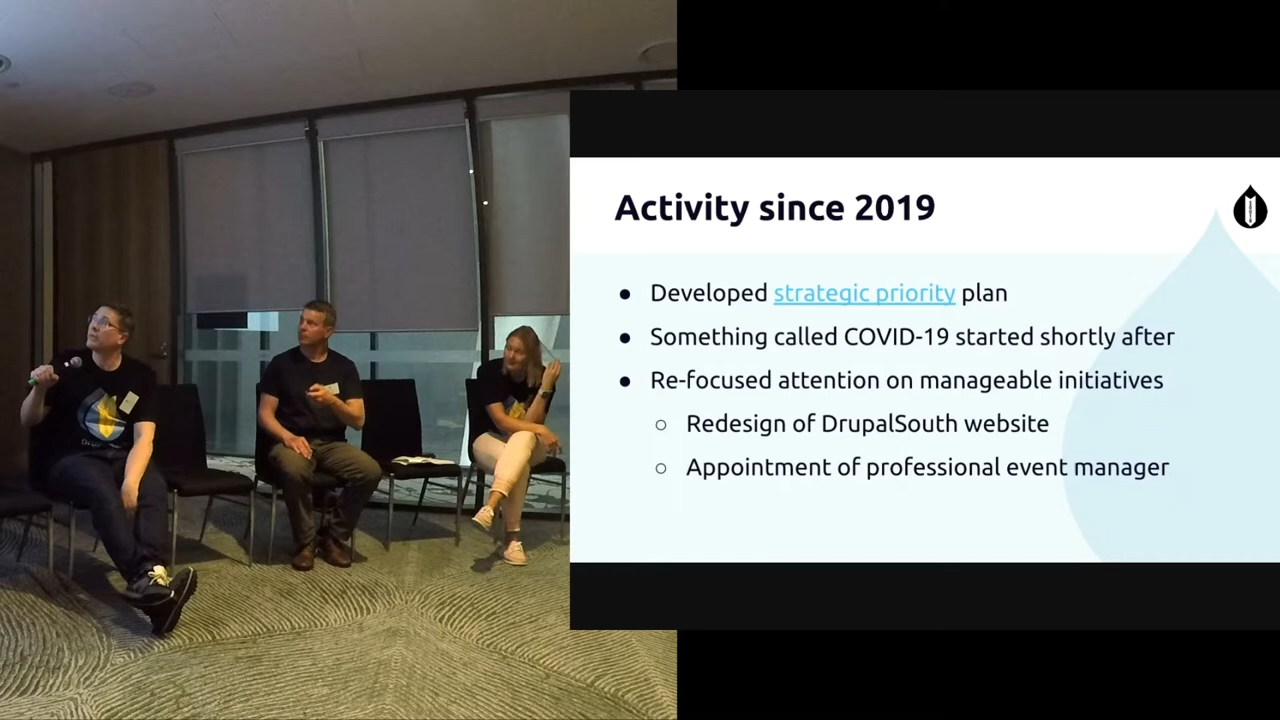 Activity since 2019
● Developed strategic priority plan
● Something called COVID-19 started shortly after
● Re-focused attention on manageable initiatives
○ Redesign of DrupalSouth website
○ Appointment of professional event manager